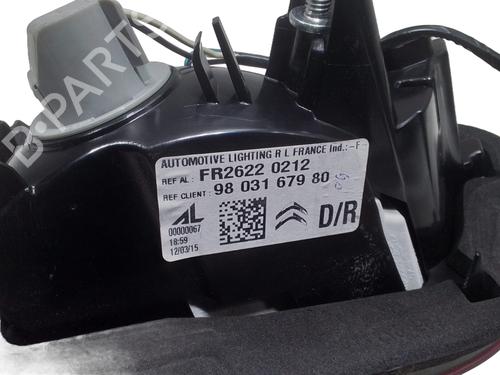 AUTOMOTIVE LIGHTING R L FRANCE Ind.: -F-
REF AL: FR2622 0212
REF CLIENT: 98 031 679 80
AL
00000067
18:59
12/03/15
D/R
B-PARTS